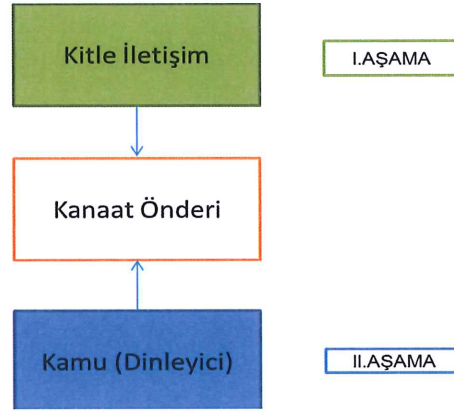 Kitle İletişim
I.AŞAMA
Kanaat Önderi
Kamu (Dinleyici)
II.AŞAMA